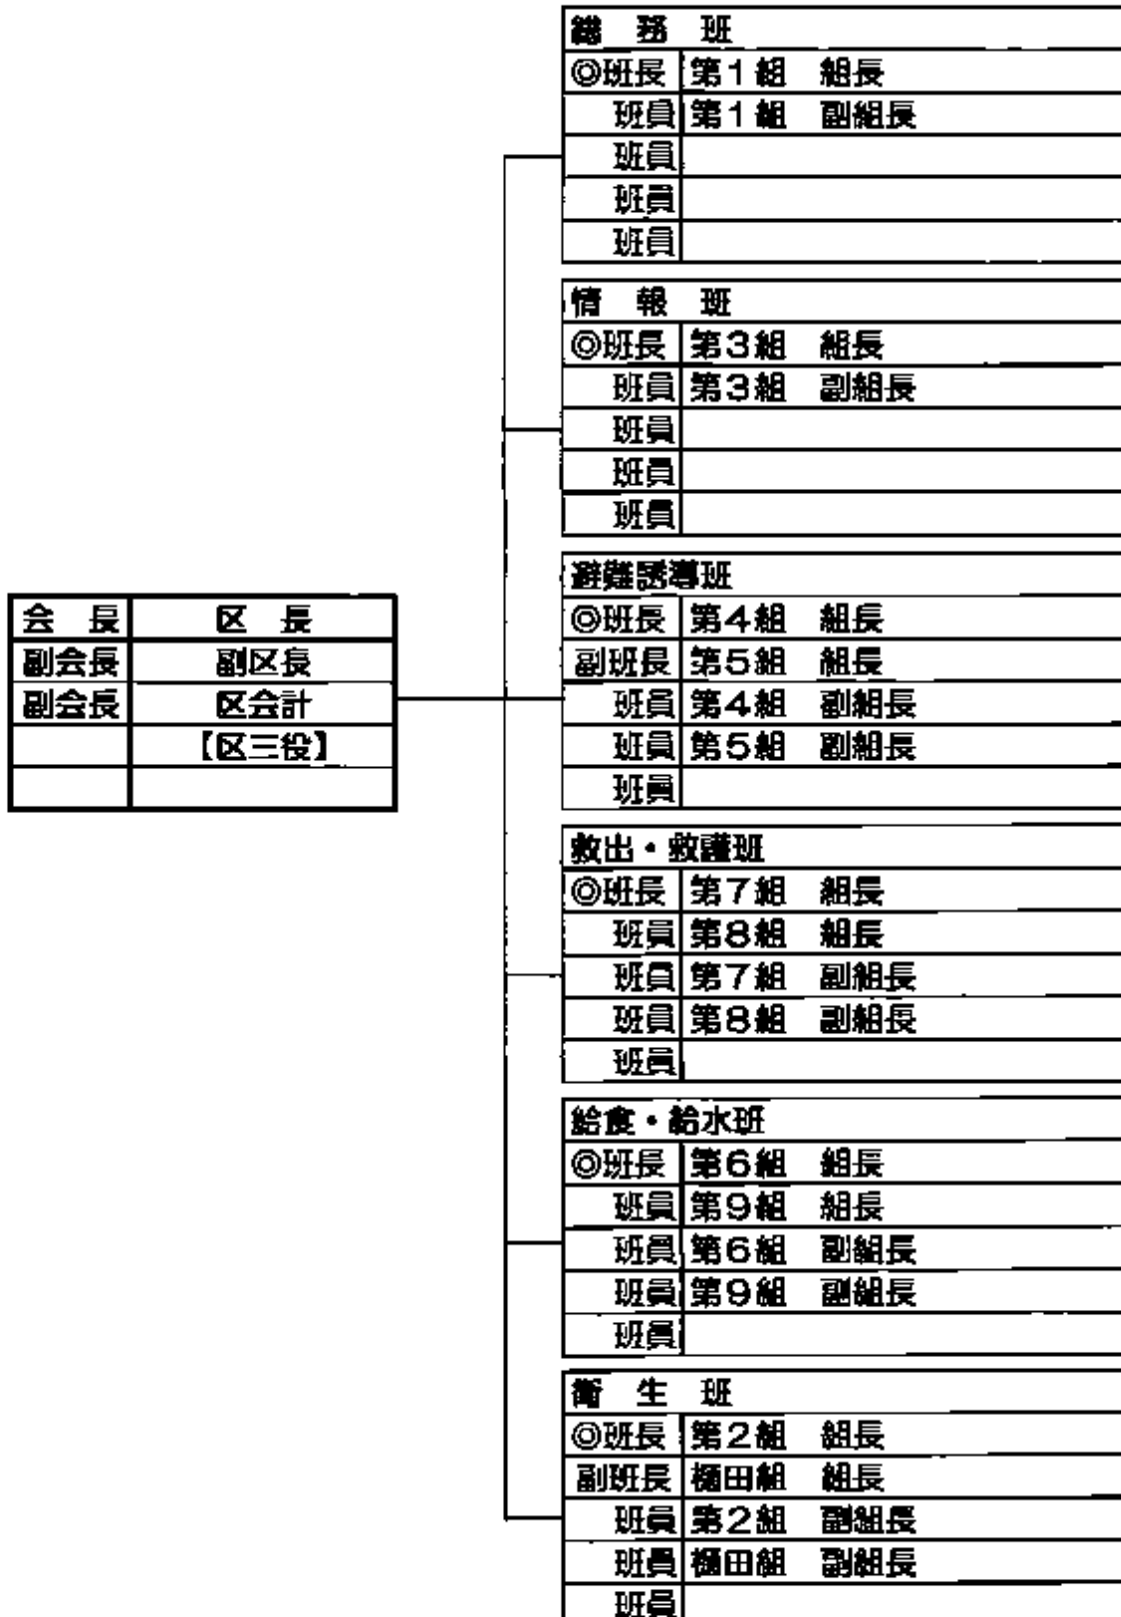 会 長 区 長
副会長 副区長
副会長 区会計
【区三役】
総 務 班
◎班長 第1組 組長
班員 第1組 副組長
班員
班員
班員
情 報 班
◎班長 第3組 組長
班員 第3組 副組長
班員
班員
班員
避難誘導班
◎班長 第4組 組長
副班長 第5組 組長
班員 第4組 副組長
班員 第5組 副組長
班員
救出・救護班
◎班長 第7組 組長
班員 第8組 組長
班員 第7組 副組長
班員 第8組 副組長
班員
給食・給水班
◎班長 第6組 組長
班員 第9組 組長
班員 第6組 副組長
班員 第9組 副組長
班員
衛 生 班
◎班長 第2組 組長
副班長 樋田組 組長
班員 第2組 副組長
班員 樋田組 副組長
班員